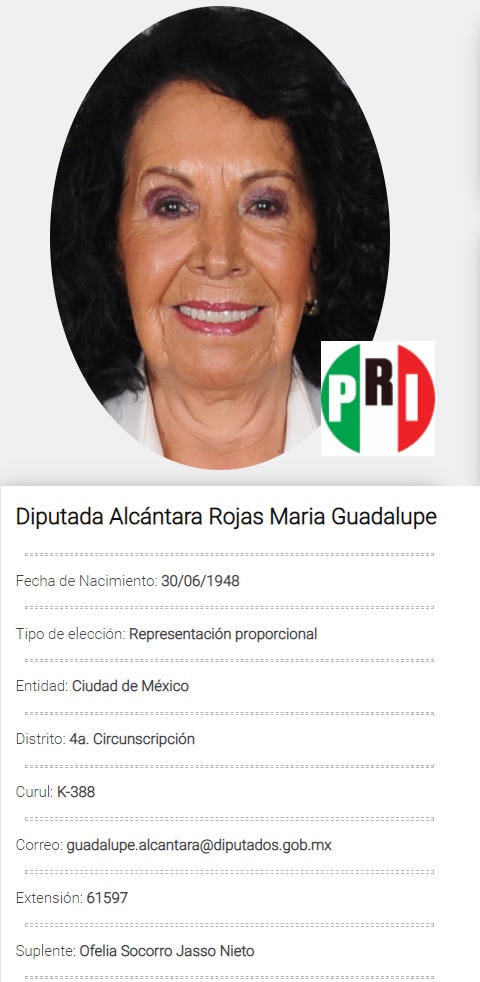 PRI
Diputada Alcántara Rojas Maria Guadalupe
Fecha de Nacimiento: 30/06/1948
Tipo de elección: Representación proporcional
Entidad: Ciudad de México
Distrito: 4a. Circunscripción
Curul: K-388
Correo: guadalupe.alcantara@diputados.gob.mx
Extensión: 61597
Suplente: Ofelia Socorro Jasso Nieto